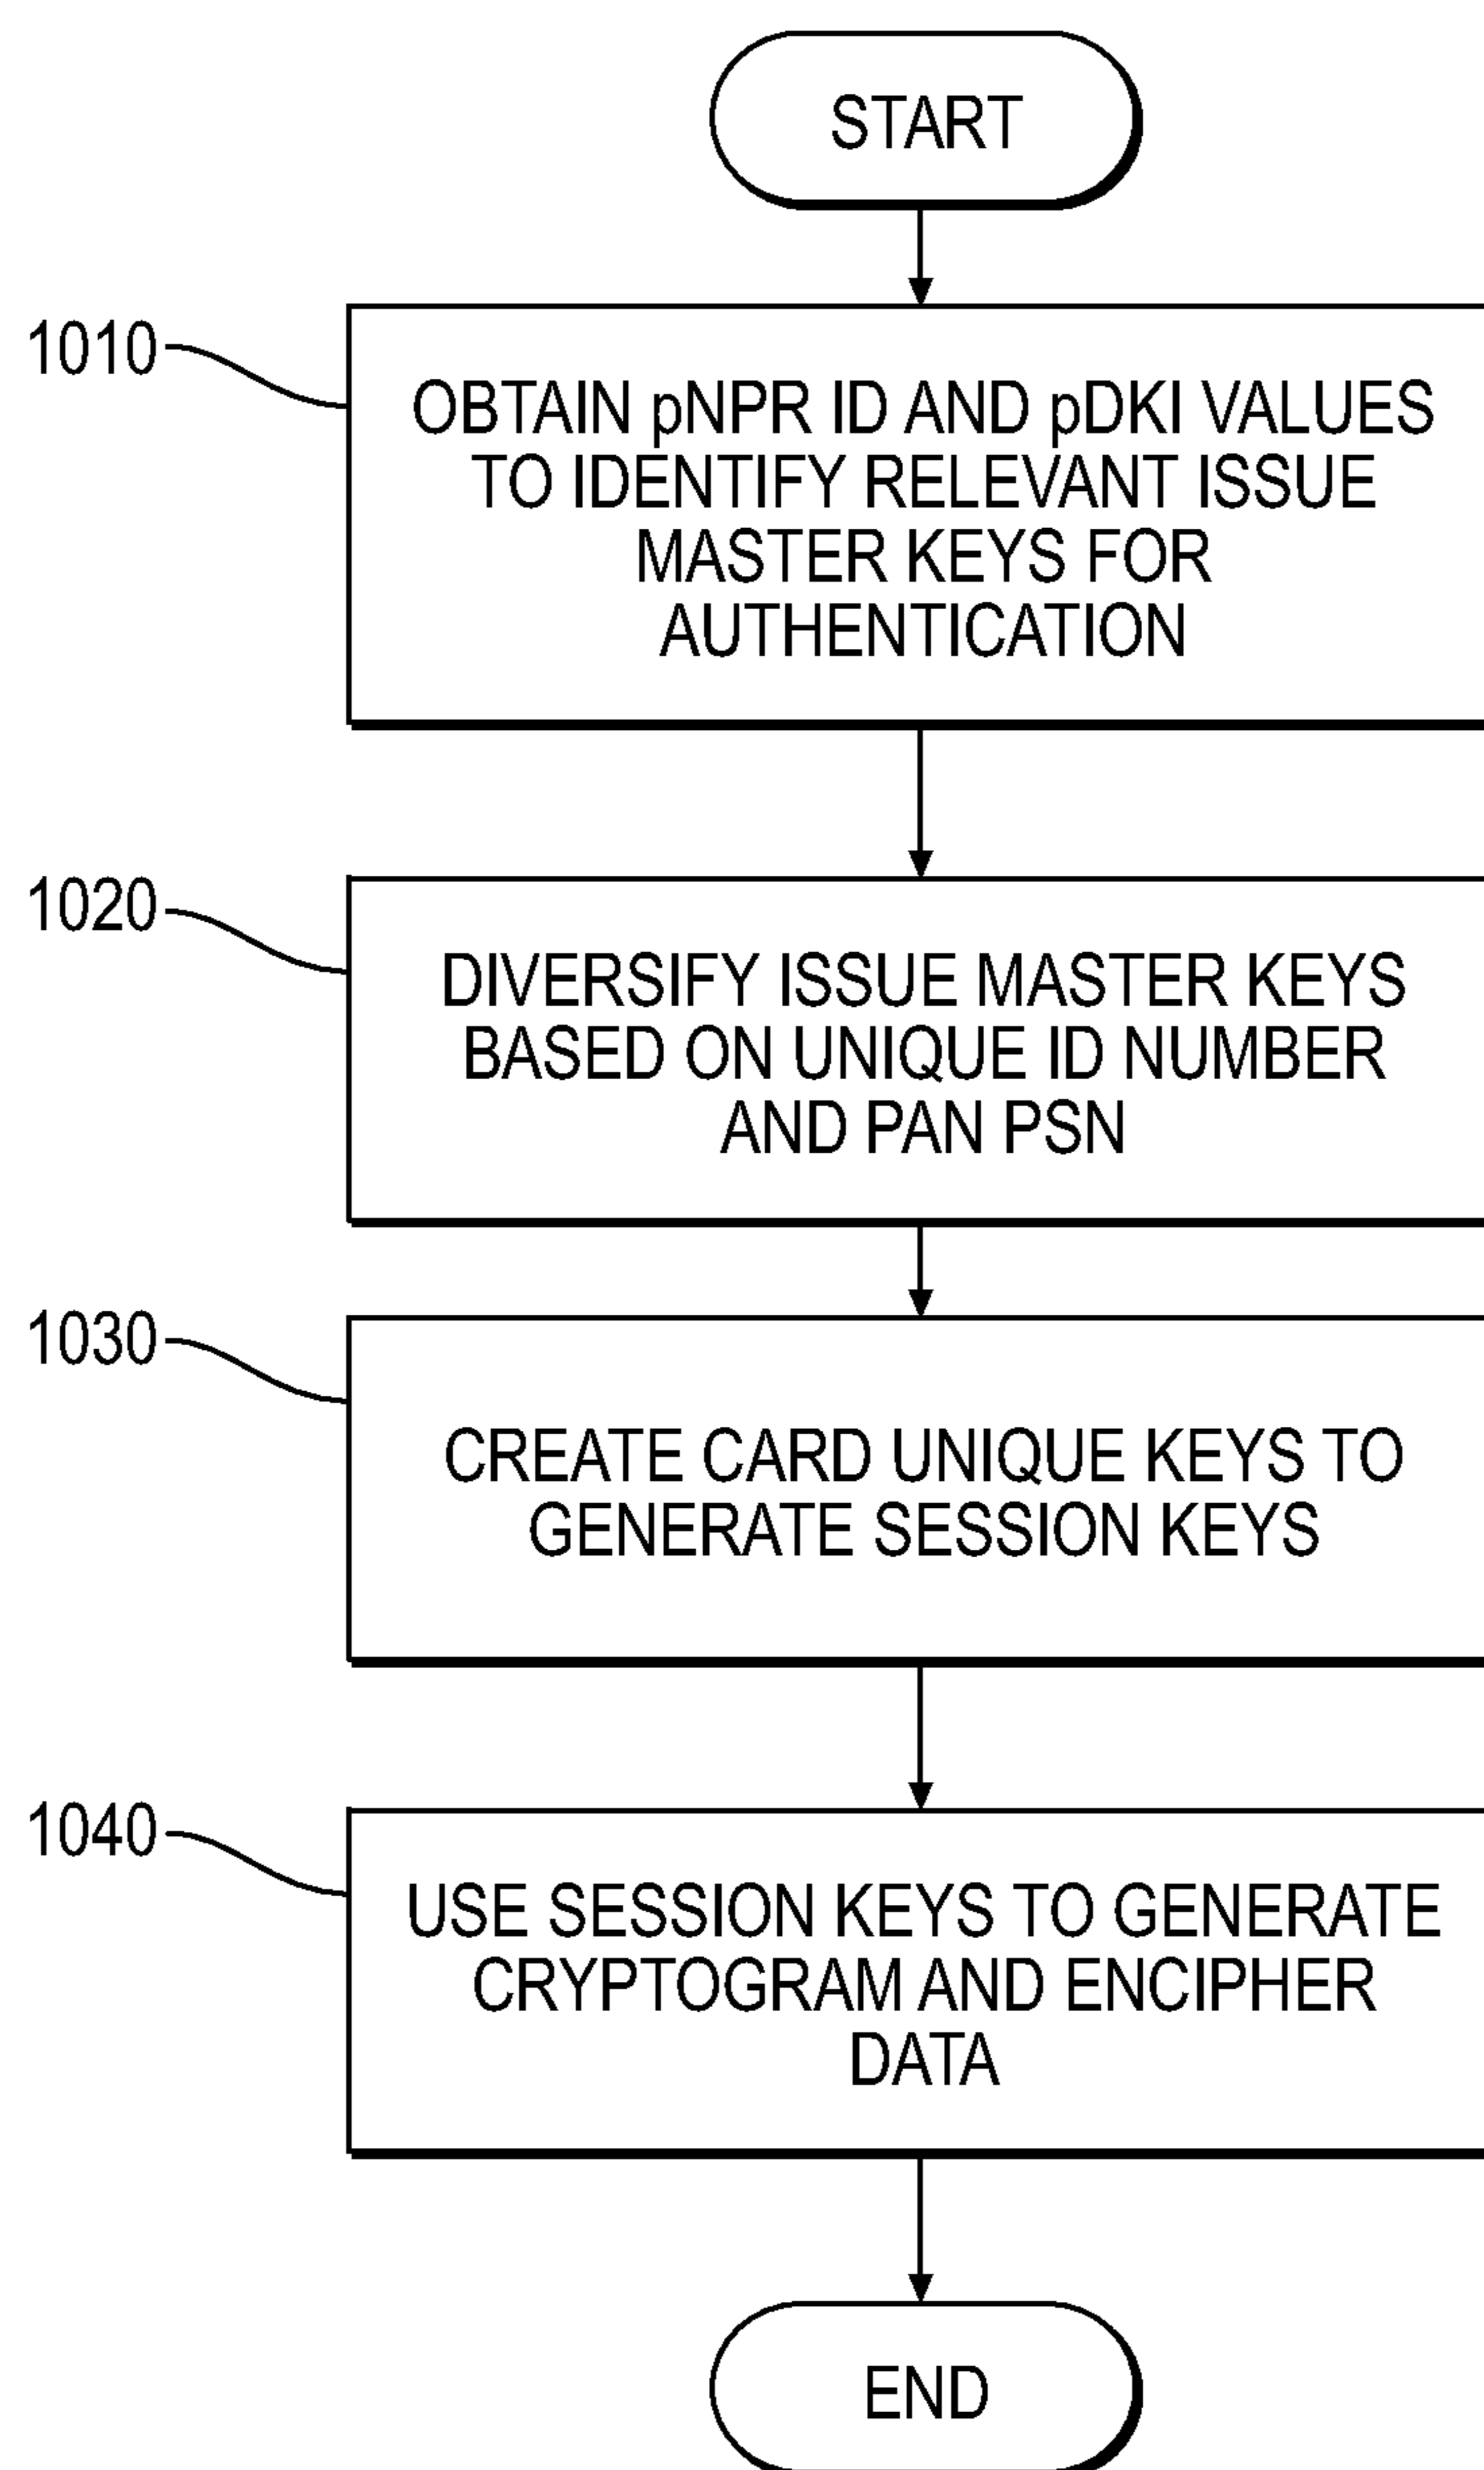 START
1010
OBTAIN pNPR ID AND pDKI VALUES
TO IDENTIFY RELEVANT ISSUE
MASTER KEYS FOR
AUTHENTICATION
1020
DIVERSIFY ISSUE MASTER KEYS
BASED ON UNIQUE ID NUMBER
AND PAN PSN
1030
CREATE CARD UNIQUE KEYS TO
GENERATE SESSION KEYS
1040
USE SESSION KEYS TO GENERATE
CRYPTOGRAM AND ENCIPHER
DATA
END